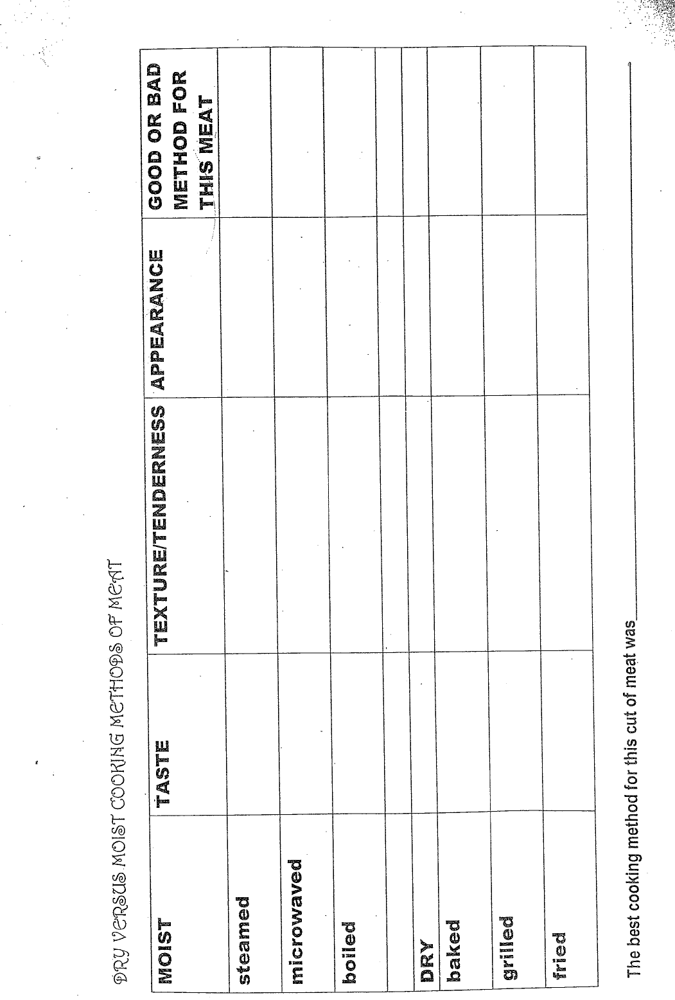 DRY VERSUS MOIST COOKING METHODS OF MEAT
MOIST TASTE TEXTURE/TENDERNESS APPEARANCE GOOD OR BAD
METHOD FOR
THIS MEAT
steamed
microwaved
boiled
DRY
baked
grilled
fried
The best cooking method for this cut of meat was